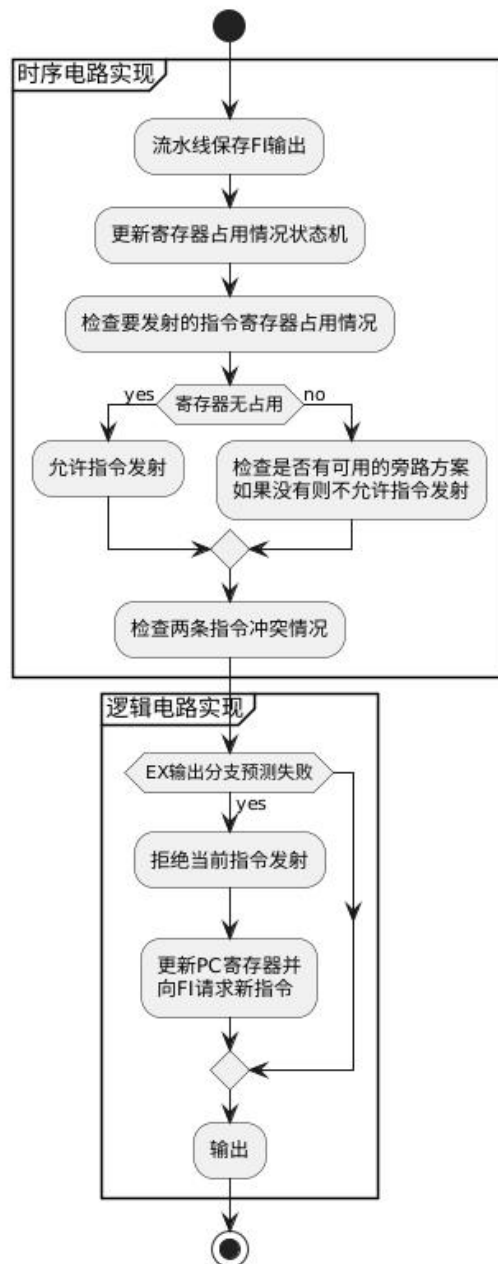 时序电路实现
流水线保存FI输出
更新寄存器占用情况状态机
检查要发射的指令寄存器占用情况
yes
寄存器无占用
no
允许指令发射
检查是否有可用的旁路方案
如果没有则不允许指令发射
检查两条指令冲突情况
逻辑电路实现
EX输出分支预测失败
yes
拒绝当前指令发射
更新PC寄存器并
向FI请求新指令
输出